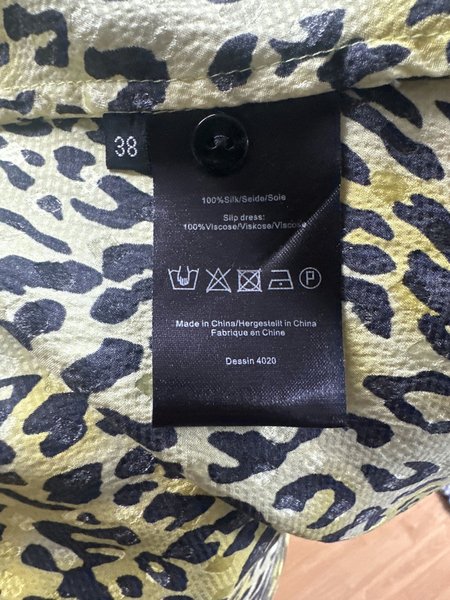 38
100%Silk/Seide/Soie
Slip dress:
100%Viscose/Viskose/Viscose
P
Made in China/Hergestellt in China
Fabrique en Chine
Dessin 4020